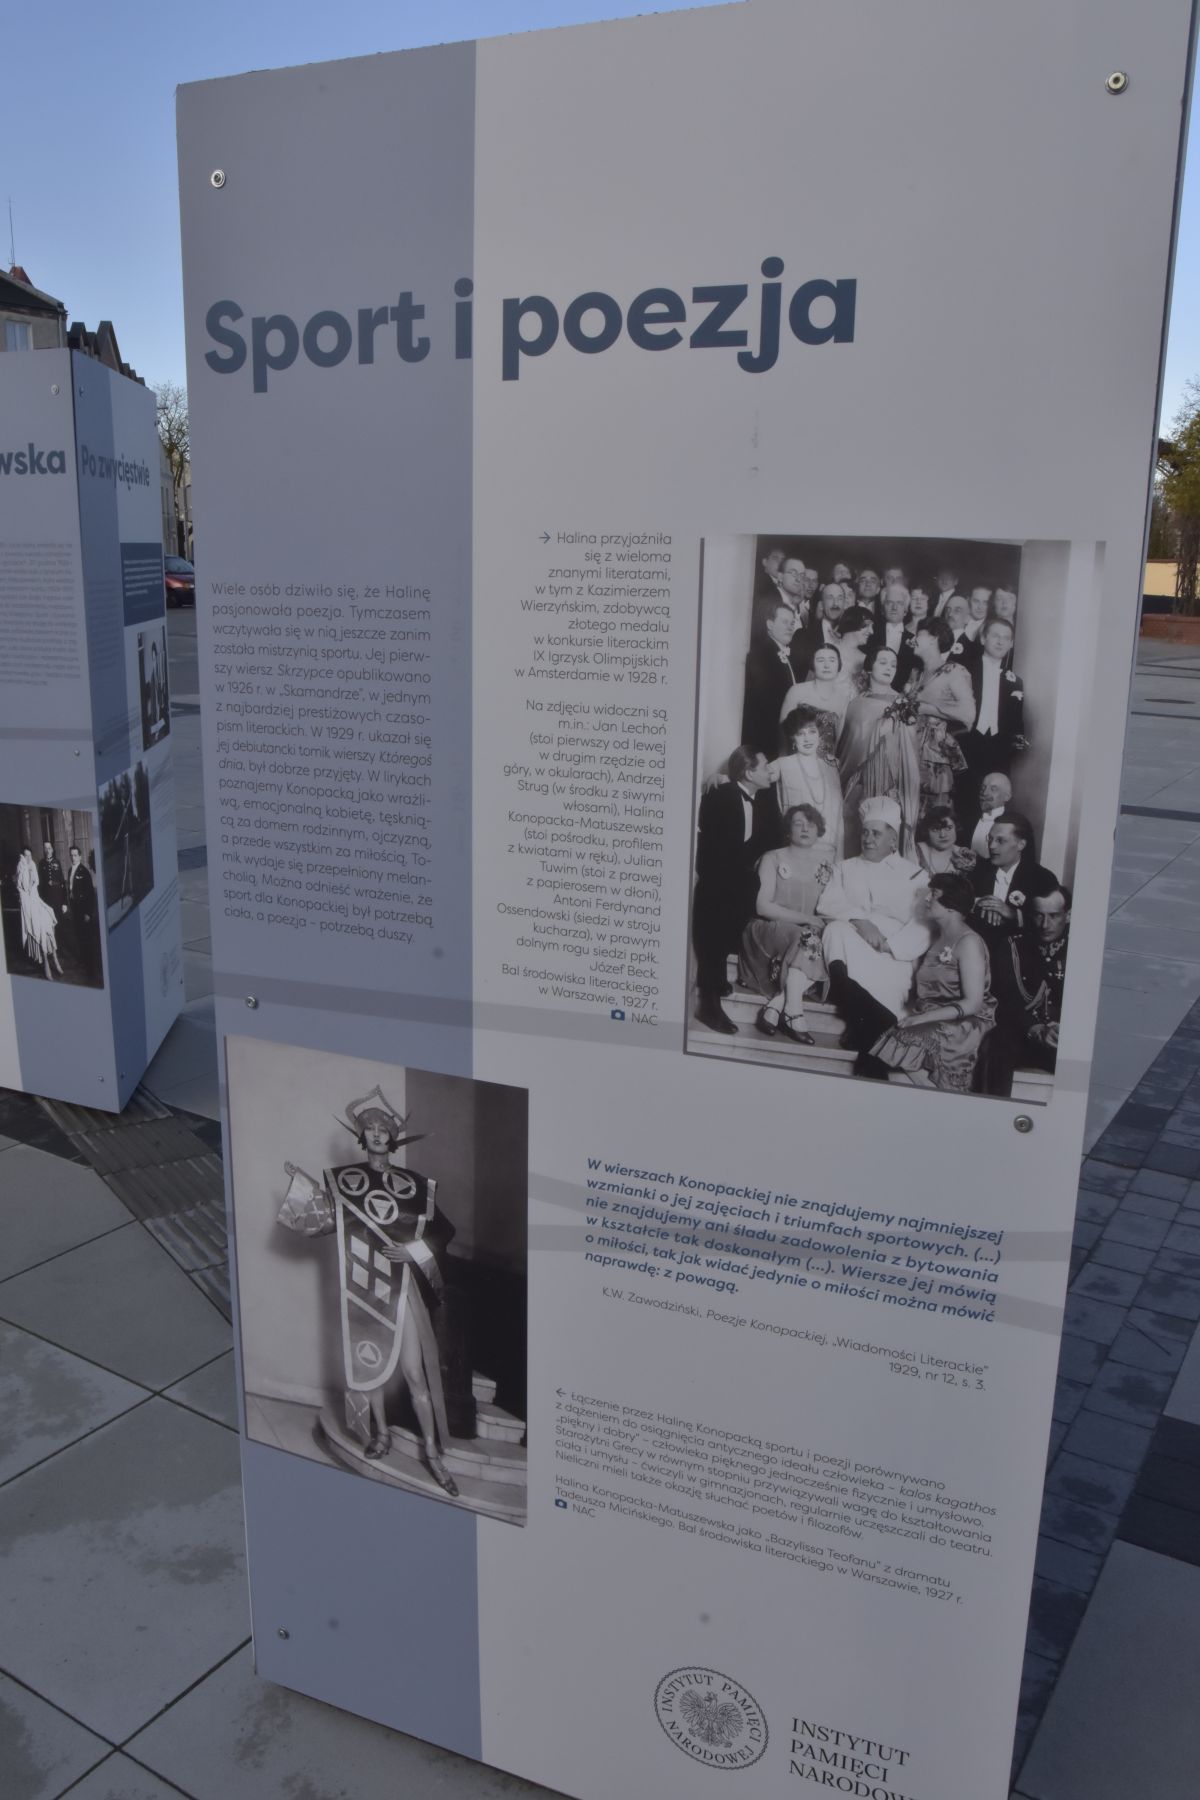 Sport i poezja
wska
Po zwycięstwie
Wiele osób dziwiło się, że Halinę
pasjonowała poezja. Tymczasem
wczytywała się w nią jeszcze zanim
została mistrzynią sportu. Jej pierw-
szy wiersz Skrzypce opublikowano
w 1926 r. w „Skamandrze”, w jednym
z najbardziej prestiżowych czaso-
pism literackich. W 1929 r. ukazał się
jej debiutancki tomik wierszy Któregoś
dnia, był dobrze przyjęty. W lirykach
poznajemy Konopacką jako wrażli-
wą, emocjonalną kobietę, tęsknią-
cą za domem rodzinnym, ojczyzną,
a przede wszystkim za miłością. To-
mik wydaje się przepełniony melan-
cholią. Można odnieść wrażenie, że
sport dla Konopackiej był potrzebą
ciała, a poezja – potrzebą duszy.
→ Halina przyjaźniła
się z wieloma
znanymi literatami,
w tym z Kazimierzem
Wierzyńskim, zdobywcą
złotego medalu
w konkursie literackim
IX Igrzysk Olimpijskich
w Amsterdamie w 1928 r.
Na zdjęciu widoczni są
m.in.: Jan Lechoń
(stoi pierwszy od lewej
w drugim rzędzie od
góry, w okularach), Andrzej
Strug (w środku z siwymi
włosami), Halina
Konopacka-Matuszewska
(stoi pośrodku, profilem
z kwiatami w ręku), Julian
Tuwim (stoi z prawej
z papierosem w dłoni),
Antoni Ferdynand
Ossendowski (siedzi w stroju
kucharza), w prawym
dolnym rogu siedzi ppłk.
Józef Beck.
Bal środowiska literackiego
w Warszawie, 1927 r.
NAC
W wierszach Konopackiej nie znajdujemy najmniejszej
wzmianki o jej zajęciach i triumfach sportowych. (...)
nie znajdujemy ani śladu zadowolenia z bytowania
w kształcie tak doskonałym (...). Wiersze jej mówią
o miłości, tak jak widać jedynie o miłości można mówić
naprawdę: z powagą.
K.W. Zawodziński, Poezje Konopackiej, „Wiadomości Literackie”
1929, nr 12, s. 3.
← Łączenie przez Halinę Konopacką sportu i poezji porównywano
z dążeniem do osiągnięcia antycznego ideału człowieka – kalos kagathos
„piękny i dobry” – człowieka pięknego jednocześnie fizycznie i umysłowo.
Starożytni Grecy w równym stopniu przywiązywali wagę do kształtowania
ciała i umysłu – ćwiczyli w gimnazjonach, regularnie uczęszczali do teatru.
Nieliczni mieli także okazję słuchać poetów i filozofów.
Halina Konopacka-Matuszewska jako „Bazylissa Teofanu” z dramatu
Tadeusza Micińskiego. Bal środowiska literackiego w Warszawie, 1927 r.
NAC
INSTYTUT PAMIĘCI NARODOWEJ
INSTYTUT
PAMIĘCI
NARODOW